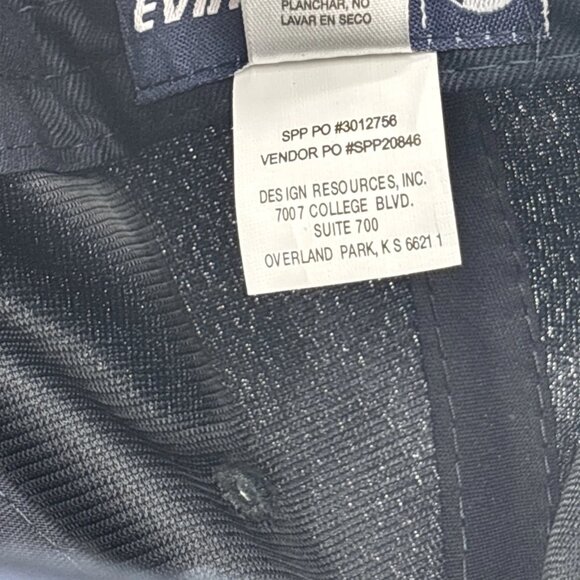 PLANCHAR, NO
LAVAR EN SECO
SPP PO #3012756
VENDOR PO #SPP20846
DESIGN RESOURCES, INC.
7007 COLLEGE BLVD.
SUITE 700
OVERLAND PARK, K S 6621 1